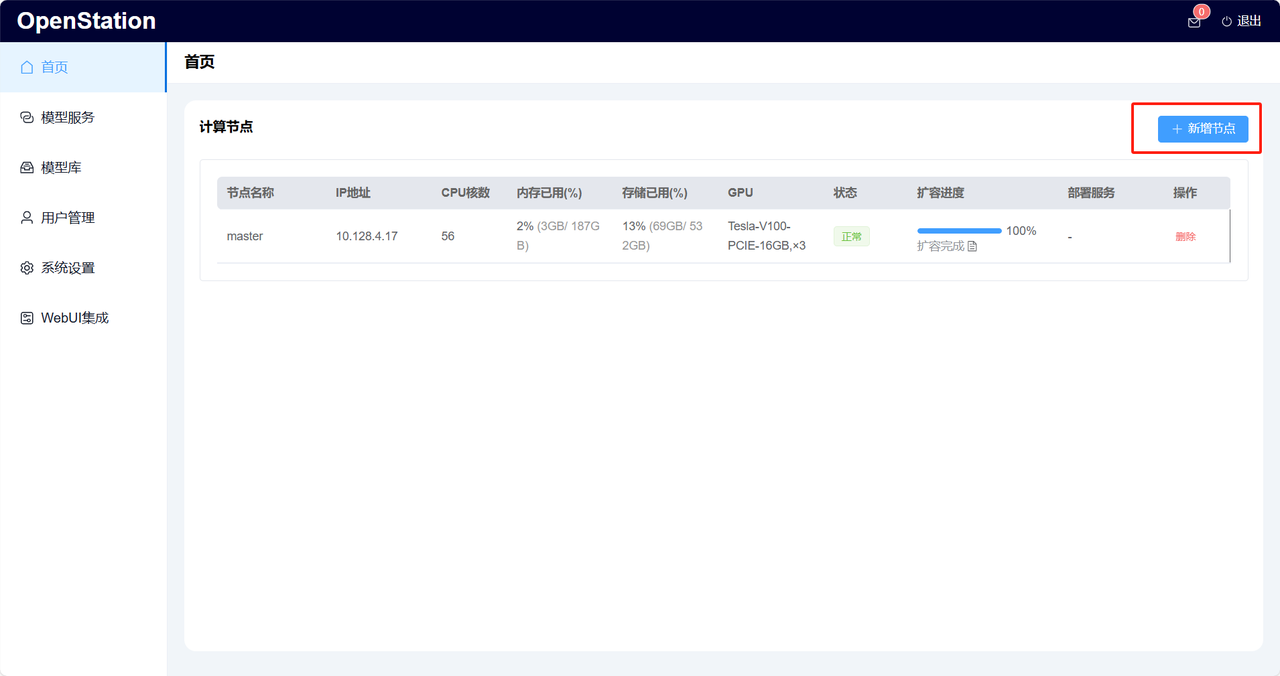 OpenStation
0
退出
首页
首页
模型服务
模型库
用户管理
系统设置
WebUI集成
计算节点
新增节点
节点名称 IP地址 CPU核数 内存已用(%) 存储已用(%) GPU 状态 扩容进度 部署服务 操作
master 10.128.4.17 56 2% (3GB/ 187G 13% (69GB/ 53 Tesla-V100- 正常 100% - 删除
B) 2GB) PCIE-16GB,×3 扩容完成